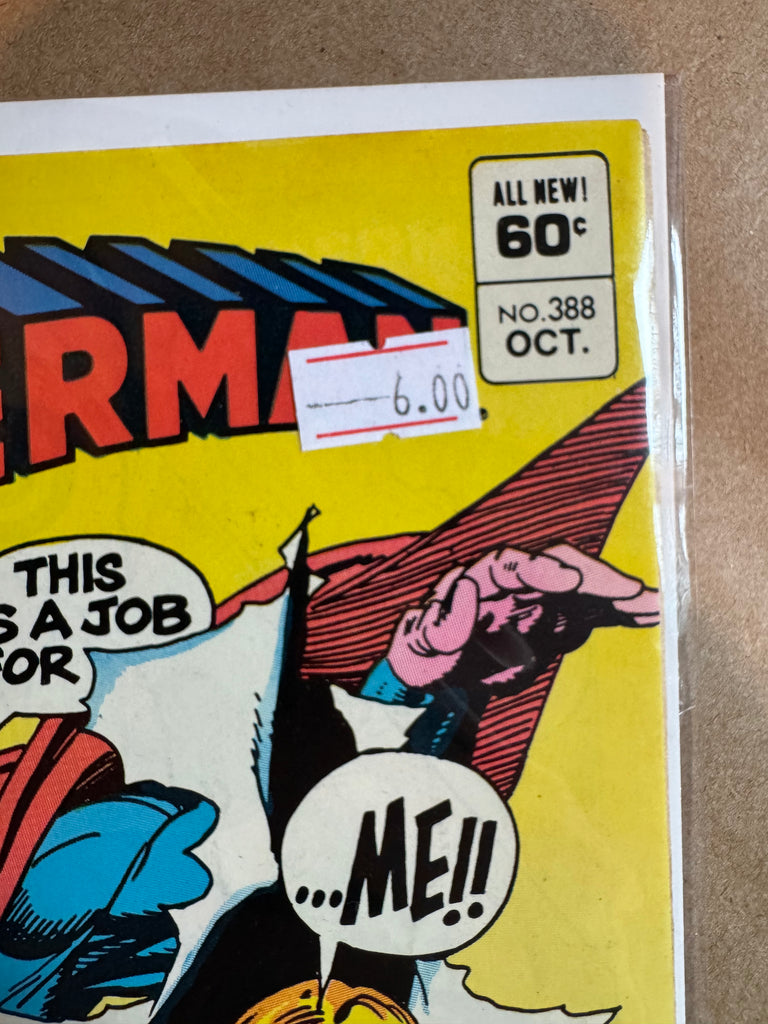 ALL NEW!
60¢
NO.388
OCT.
ERMAN
6.00
THIS
S A JOB
FOR
...ME!!